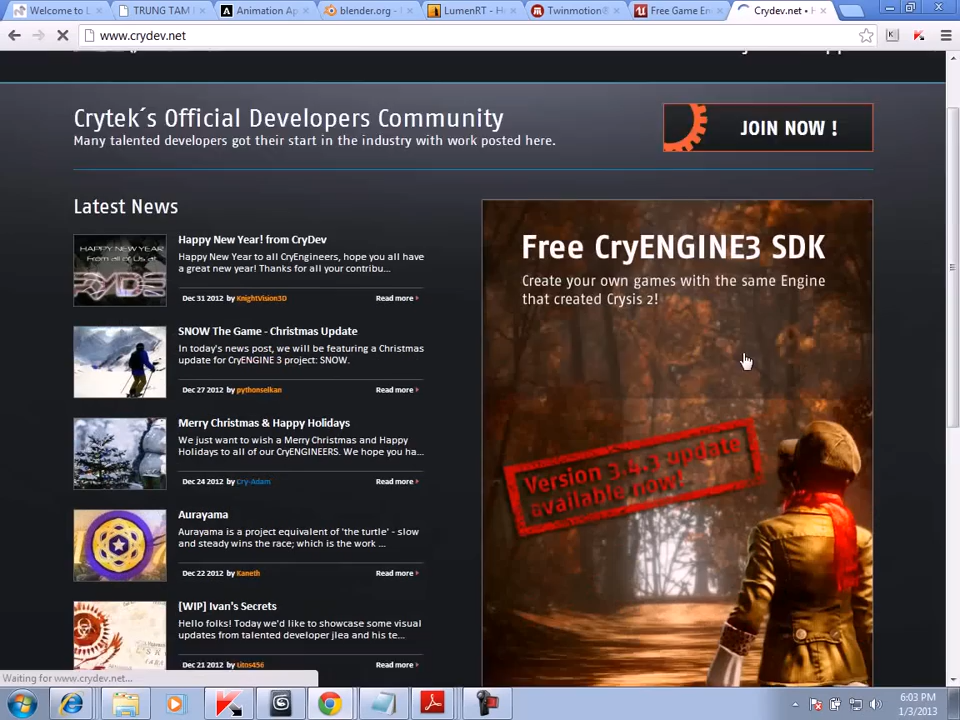 Welcome to L
TRUNG TAM
Animation Ap
blender.org -
LumenRT - H
Twinmotion
Free Game En
Crydev.net •
www.crydev.net
Crytek´s Official Developers Community
Many talented developers got their start in the industry with work posted here.
JOIN NOW !
Latest News
Happy New Year! from CryDev
Happy New Year to all CryEngineers, hope you all have
a great new year! Thanks for all your contribu...
Dec 31 2012 by KnightVision3D
Read more
SNOW The Game - Christmas Update
In today's news post, we will be featuring a Christmas
update for CryENGINE 3 project: SNOW.
Dec 27 2012 by pythonselkan
Read more
Merry Christmas & Happy Holidays
We just want to wish a Merry Christmas and Happy
Holidays to all of our CryENGINEERS. We hope you ha...
Dec 24 2012 by Cry-Adam
Read more
Aurayama
Aurayama is a project equivalent of 'the turtle' - slow
and steady wins the race; which is the work ...
Dec 22 2012 by Kaneth
Read more
[WIP] Ivan's Secrets
Hello folks! Today we'd like to showcase some visual
updates from talented developer jlea and his te...
Dec 21 2012 by Litos456
Read more
HAPPY NEW YEAR
From all of Us at
Free CryENGINE3 SDK
Create your own games with the same Engine
that created Crysis 2!
Version 3.4.3 update
available now!
Waiting for www.crydev.net...
6:03 PM
1/3/2013